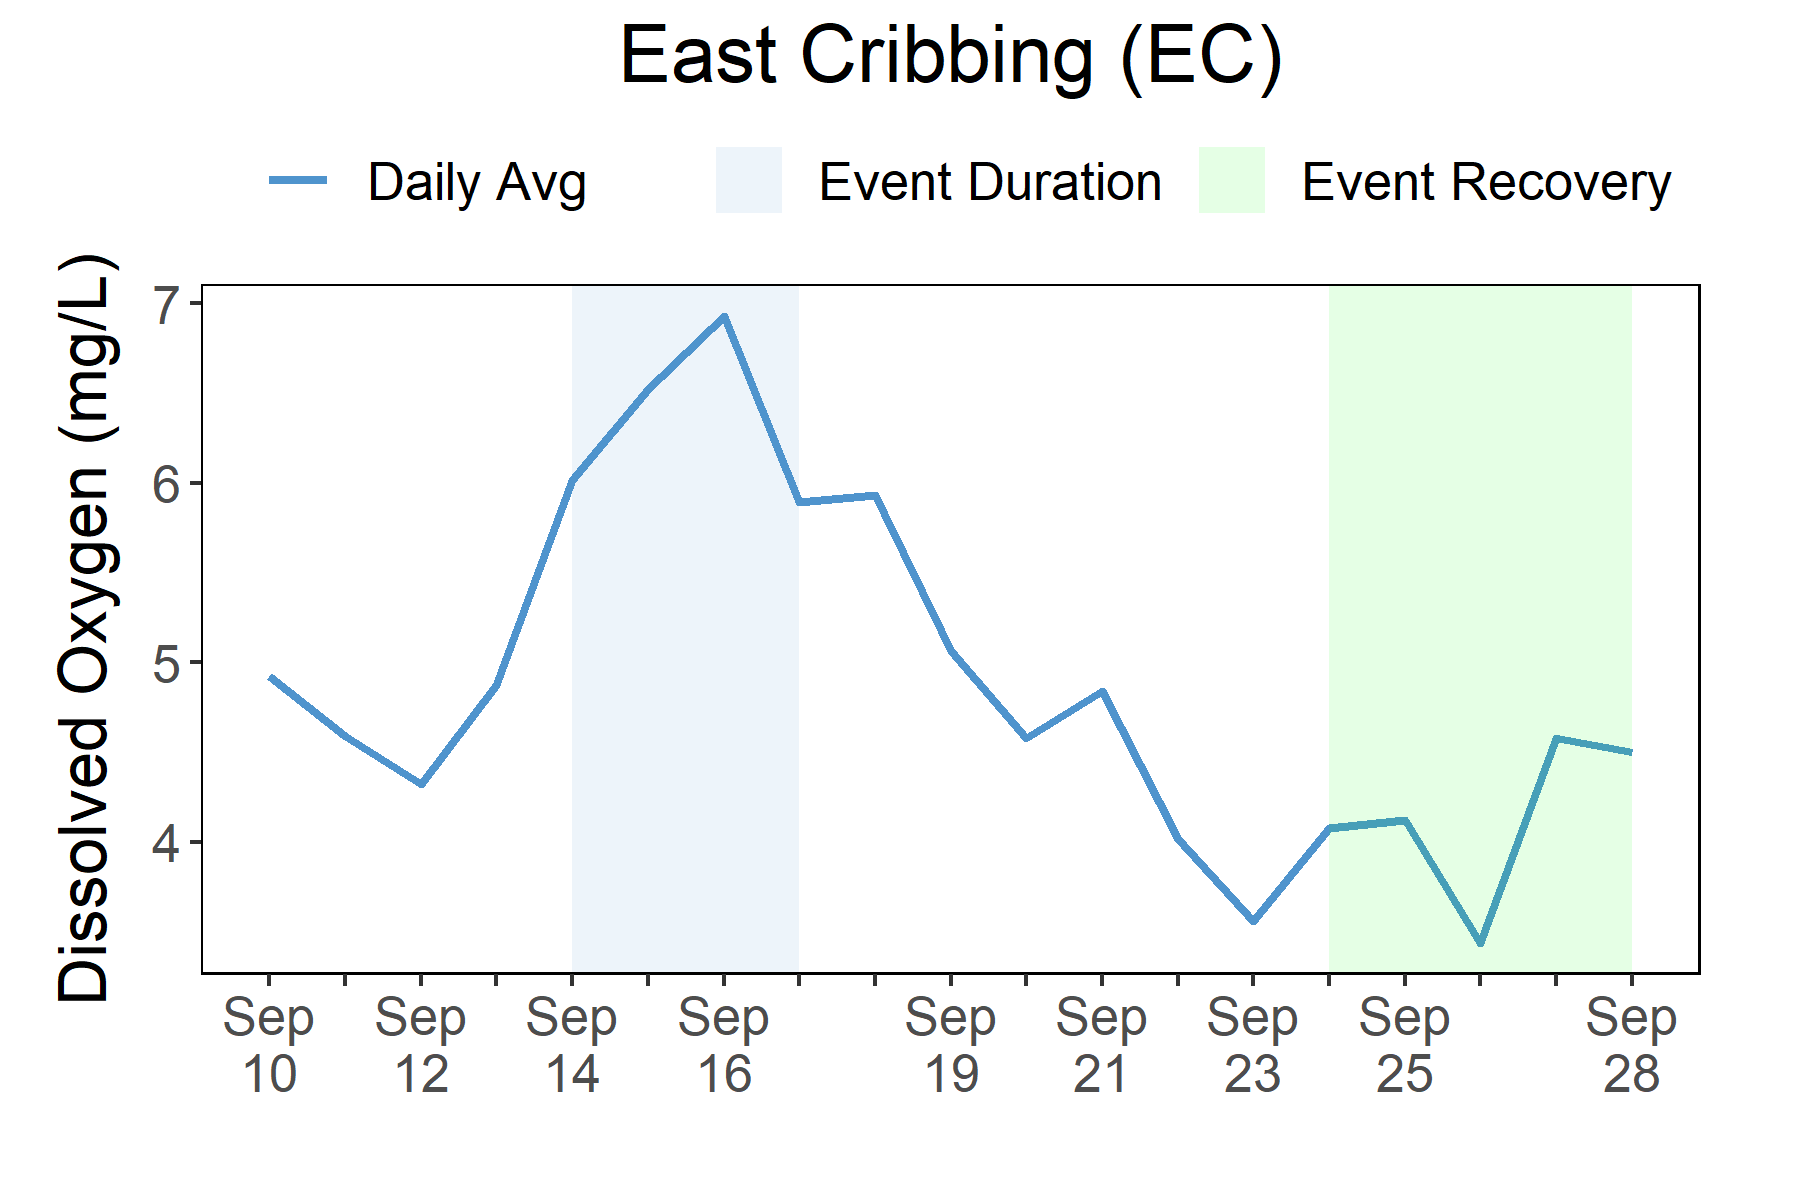 East Cribbing (EC)
Daily Avg
Event Duration
Event Recovery
Dissolved Oxygen (mg/L)
7
6
5
4
Sep 10
Sep 12
Sep 14
Sep 16
Sep 19
Sep 21
Sep 23
Sep 25
Sep 28